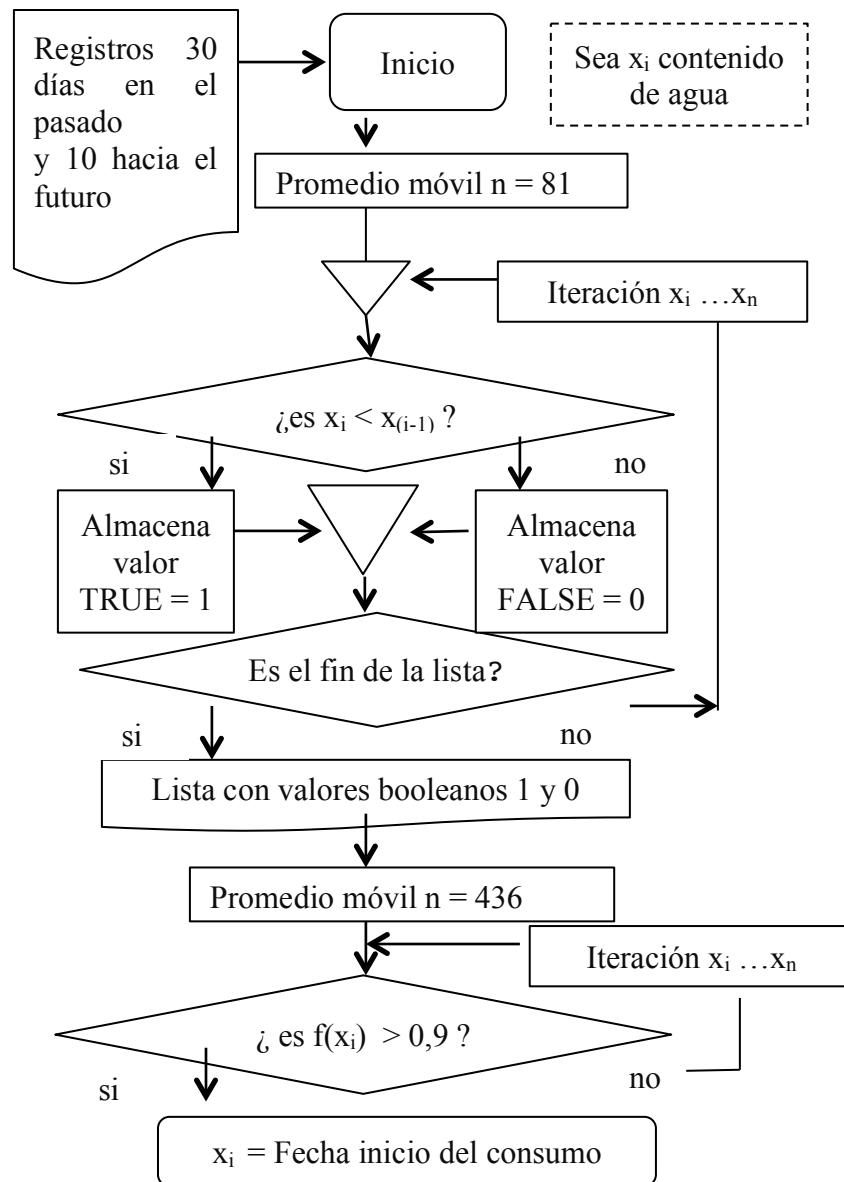 Registros 30
días en el
pasado
y 10 hacia el
futuro
Inicio
Sea xᵢ contenido
de agua
Promedio móvil n = 81
Iteración xᵢ …xₙ
¿es xᵢ < x₍ᵢ₋₁₎ ?
si
no
Almacena
valor
TRUE = 1
Almacena
valor
FALSE = 0
Es el fin de la lista?
si
no
Lista con valores booleanos 1 y 0
Promedio móvil n = 436
Iteración xᵢ …xₙ
¿ es f(xᵢ) > 0,9 ?
si
no
xᵢ = Fecha inicio del consumo